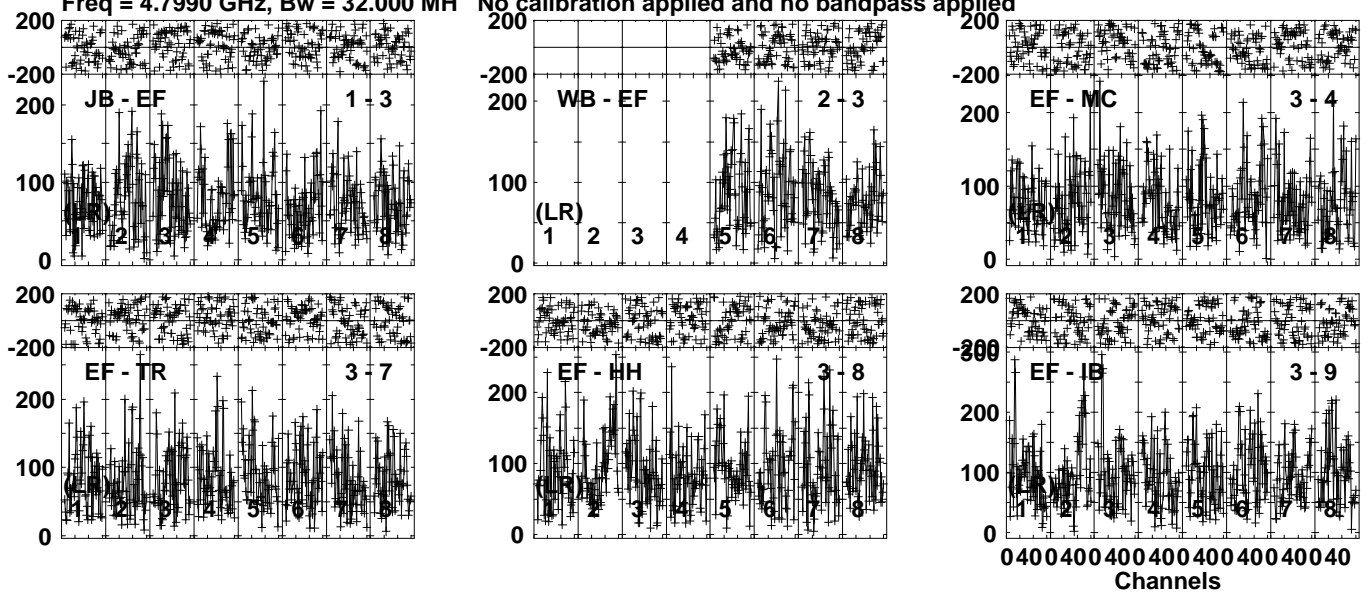 Freq = 4.7990 GHz, Bw = 32.000 MH No calibration applied and no bandpass applied
200
-200
200
100
0
JB - EF 1 - 3
(LR)
1 2 3 4 5 6 7 8
200
-200
200
100
0
WB - EF 2 - 3
(LR)
1 2 3 4 5 6 7 8
200
-200
200
100
0
EF - MC 3 - 4
(LR)
1 2 3 4 5 6 7 8
200
-200
200
100
0
EF - TR 3 - 7
(LR)
1 2 3 4 5 6 7 8
200
-200
200
100
0
EF - HH 3 - 8
(LR)
1 2 3 4 5 6 7 8
200
-200
300
200
100
0
EF - IB 3 - 9
(LR)
1 2 3 4 5 6 7 8
0 40 0 40 0 40 0 40 0 40 0 40 0 40 0 40
Channels